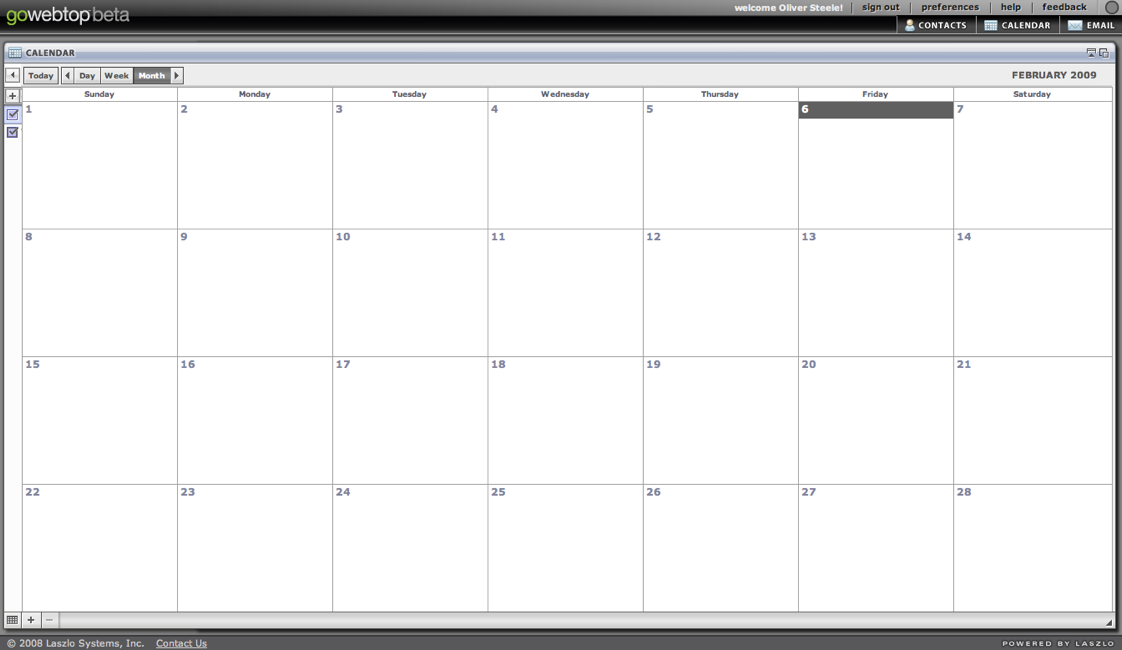 gowebtop beta
welcome Oliver Steele! sign out preferences help feedback
CONTACTS CALENDAR EMAIL
CALENDAR
Today Day Week Month FEBRUARY 2009
Sunday Monday Tuesday Wednesday Thursday Friday Saturday
1 2 3 4 5 6 7
8 9 10 11 12 13 14
15 16 17 18 19 20 21
22 23 24 25 26 27 28
© 2008 Laszlo Systems, Inc. Contact Us POWERED BY LASZLO